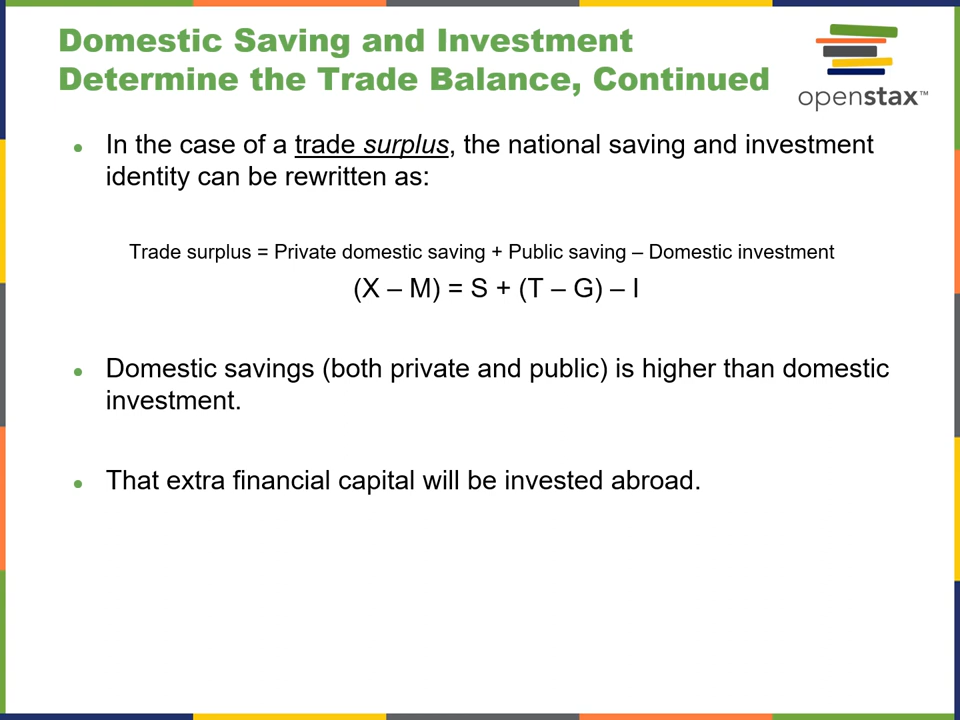 Domestic Saving and Investment
Determine the Trade Balance, Continued
openstax™
• In the case of a trade surplus, the national saving and investment
identity can be rewritten as:
Trade surplus = Private domestic saving + Public saving – Domestic investment
(X – M) = S + (T – G) – I
• Domestic savings (both private and public) is higher than domestic
investment.
• That extra financial capital will be invested abroad.